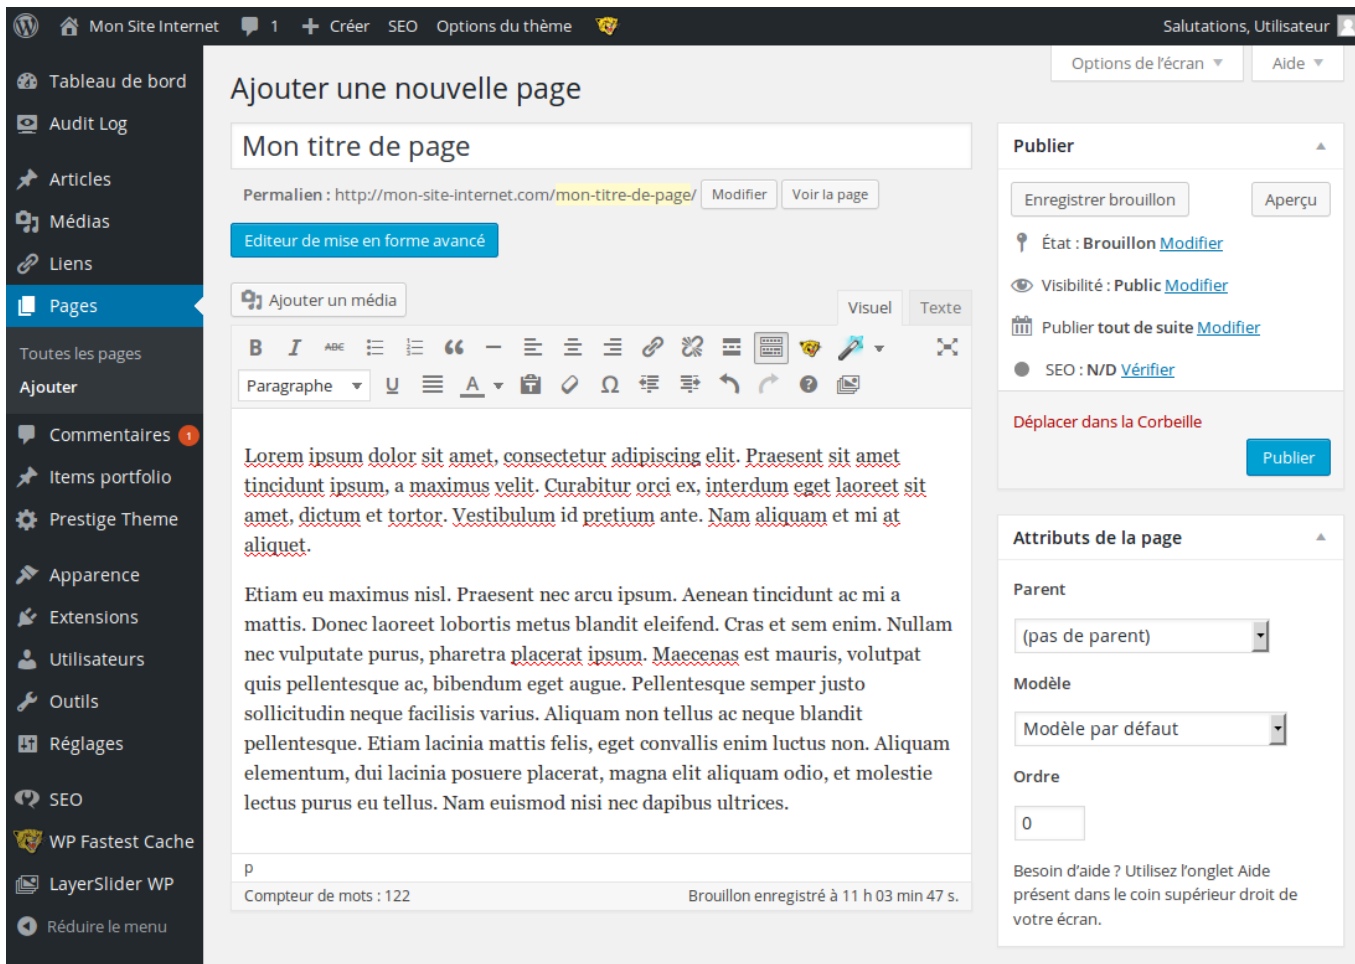 Mon Site Internet 1 Créer SEO Options du thème Salutations, Utilisateur
Options de l'écran Aide
Tableau de bord
Audit Log
Articles
Médias
Liens
Pages
Toutes les pages
Ajouter
Commentaires 1
Items portfolio
Prestige Theme
Apparence
Extensions
Utilisateurs
Outils
Réglages
SEO
WP Fastest Cache
LayerSlider WP
Réduire le menu
Ajouter une nouvelle page
Mon titre de page
Permalien : http://mon-site-internet.com/mon-titre-de-page/ Modifier Voir la page
Editeur de mise en forme avancé
Ajouter un média
Visuel Texte
B I ABC
Paragraphe U A Ω
Lorem ipsum dolor sit amet, consectetur adipiscing elit. Praesent sit amet
tincidunt ipsum, a maximus velit. Curabitur orci ex, interdum eget laoreet sit
amet, dictum et tortor. Vestibulum id pretium ante. Nam aliquam et mi at
aliquet.
Etiam eu maximus nisl. Praesent nec arcu ipsum. Aenean tincidunt ac mi a
mattis. Donec laoreet lobortis metus blandit eleifend. Cras et sem enim. Nullam
nec vulputate purus, pharetra placerat ipsum. Maecenas est mauris, volutpat
quis pellentesque ac, bibendum eget augue. Pellentesque semper justo
sollicitudin neque facilisis varius. Aliquam non tellus ac neque blandit
pellentesque. Etiam lacinia mattis felis, eget convallis enim luctus non. Aliquam
elementum, dui lacinia posuere placerat, magna elit aliquam odio, et molestie
lectus purus eu tellus. Nam euismod nisi nec dapibus ultrices.
p
Compteur de mots : 122 Brouillon enregistré à 11 h 03 min 47 s.
Publier
Enregistrer brouillon Aperçu
État : Brouillon Modifier
Visibilité : Public Modifier
Publier tout de suite Modifier
SEO : N/D Vérifier
Déplacer dans la Corbeille
Publier
Attributs de la page
Parent
(pas de parent)
Modèle
Modèle par défaut
Ordre
0
Besoin d'aide ? Utilisez l'onglet Aide
présent dans le coin supérieur droit de
votre écran.